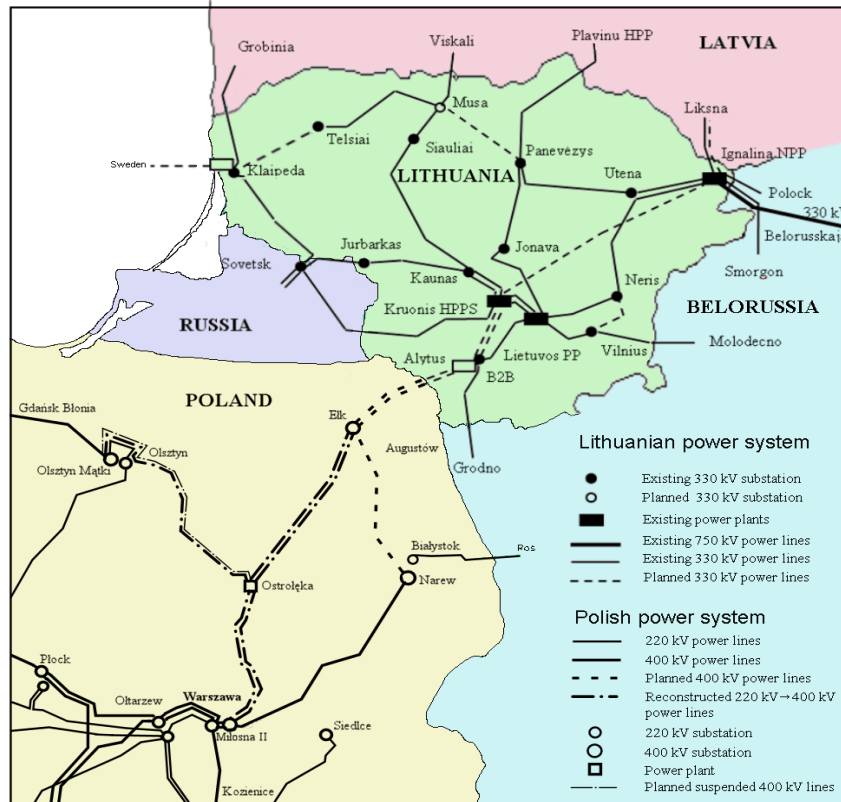 Grobinia
Viskali
Plavinu HPP
LATVIA
Liksna
Musa
Telsiai
Siauliai
Panevėzys
Ignalina NPP
Sweden
Klaipeda
LITHUANIA
Utena
Polock
330 kV
Belorusskaja
Smorgon
Jurbarkas
Jonava
Sovetsk
Kaunas
Neris
Kruonis HPPS
BELORUSSIA
RUSSIA
Alytus
Lietuvos PP
Vilnius
Molodecno
B2B
POLAND
Gdańsk Błonia
Elk
Augustów
Olsztyn
Olsztyn Mątki
Grodno
Białystok
Ros
Narew
Ostrołęka
Płock
Ołtarzew
Warszawa
Miłosna II
Siedlce
Kozienice
Lithuanian power system
Existing 330 kV substation
Planned 330 kV substation
Existing power plants
Existing 750 kV power lines
Existing 330 kV power lines
Planned 330 kV power lines
Polish power system
220 kV power lines
400 kV power lines
Planned 400 kV power lines
Reconstructed 220 kV→400 kV
power lines
220 kV substation
400 kV substation
Power plant
Planned suspended 400 kV lines